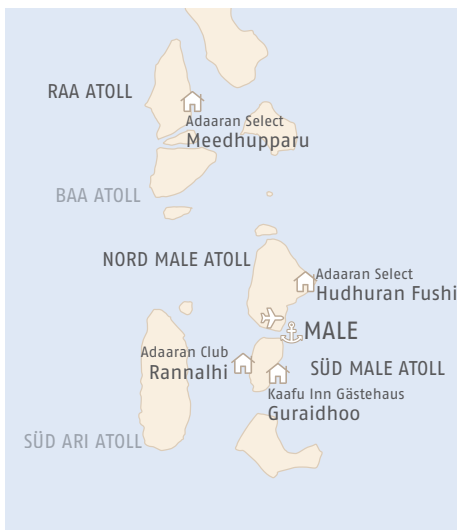 RAA ATOLL
Adaaran Select
Meedhupparu
BAA ATOLL
NORD MALE ATOLL
Adaaran Select
Hudhuran Fushi
MALE
Adaaran Club
Rannalhi
SÜD MALE ATOLL
Kaafu Inn Gästehaus
Guraidhoo
SÜD ARI ATOLL